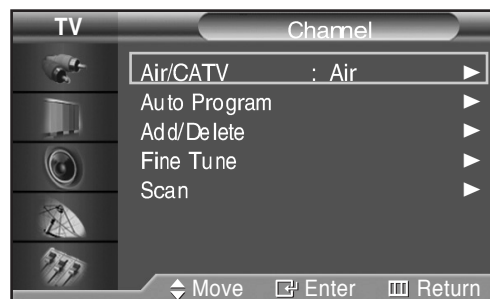 TV Channel
Air/CATV : Air
Auto Program
Add/Delete
Fine Tune
Scan
Move Enter Return